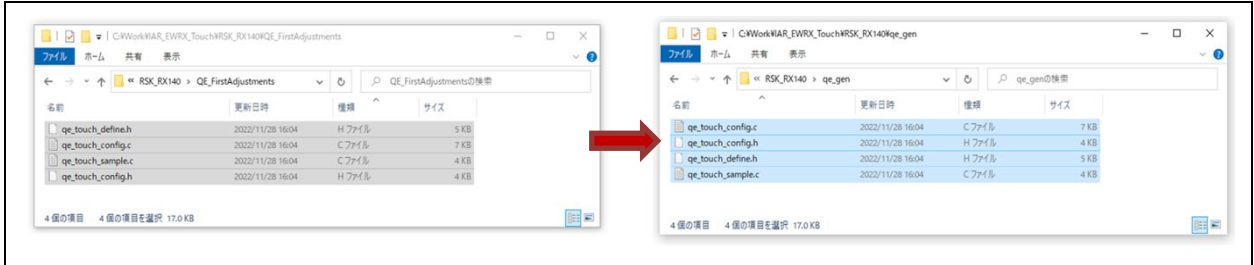 C:¥Work¥IAR_EWRX_Touch¥RSK_RX140¥QE_FirstAdjustments
ファイル ホーム 共有 表示
« RSK_RX140 › QE_FirstAdjustments QE_FirstAdjustmentsの検索
名前 更新日時 種類 サイズ
qe_touch_define.h 2022/11/28 16:04 H ファイル 5 KB
qe_touch_config.c 2022/11/28 16:04 C ファイル 7 KB
qe_touch_sample.c 2022/11/28 16:04 C ファイル 4 KB
qe_touch_config.h 2022/11/28 16:04 H ファイル 4 KB
4 個の項目 4 個の項目を選択 17.0 KB
C:¥Work¥IAR_EWRX_Touch¥RSK_RX140¥qe_gen
ファイル ホーム 共有 表示
« RSK_RX140 › qe_gen qe_genの検索
名前 更新日時 種類 サイズ
qe_touch_config.c 2022/11/28 16:04 C ファイル 7 KB
qe_touch_config.h 2022/11/28 16:04 H ファイル 4 KB
qe_touch_define.h 2022/11/28 16:04 H ファイル 5 KB
qe_touch_sample.c 2022/11/28 16:04 C ファイル 4 KB
4 個の項目 4 個の項目を選択 17.0 KB